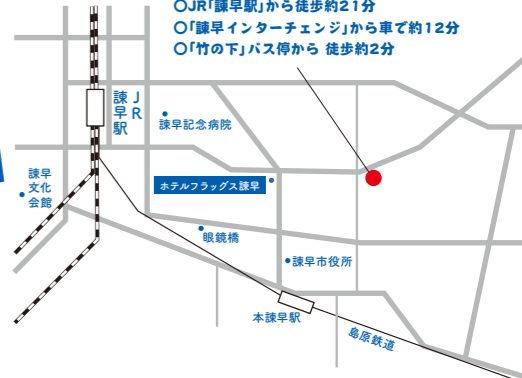 〇JR「諫早駅」から徒歩約21分
〇「諫早インターチェンジ」から車で約12分
〇「竹の下」バス停から 徒歩約2分
JR
諫早駅
諫早記念病院
諫早
文化
会館
ホテルフラッグス諫早
眼鏡橋
諫早市役所
本諫早駅
島原鉄道